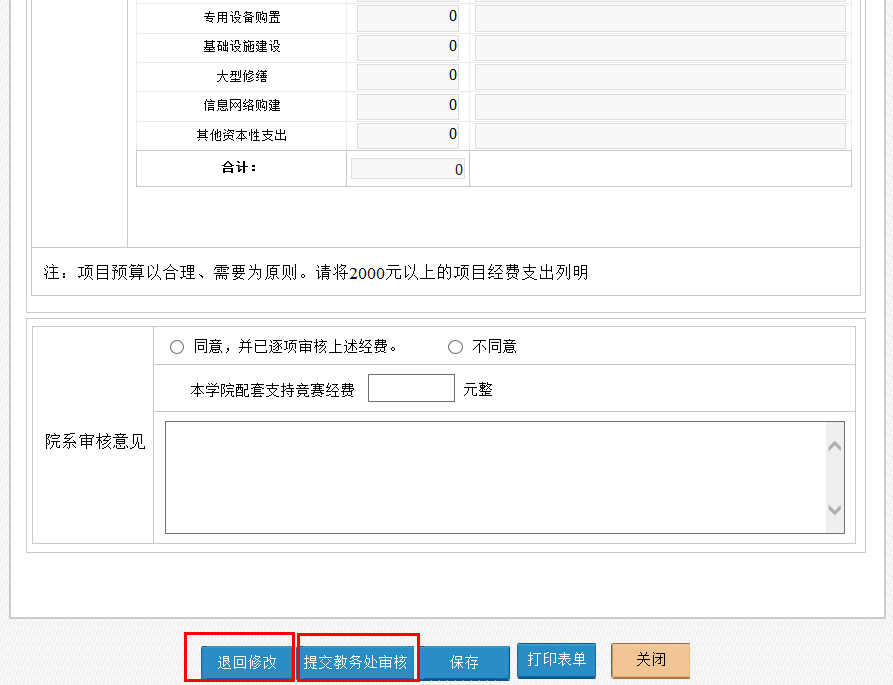 专用设备购置 0
基础设施建设 0
大型修缮 0
信息网络购建 0
其他资本性支出 0
合计： 0
注：项目预算以合理、需要为原则。请将2000元以上的项目经费支出列明
同意，并已逐项审核上述经费。 不同意
本学院配套支持竞赛经费 元整
院系审核意见
退回修改 提交教务处审核 保存 打印表单 关闭